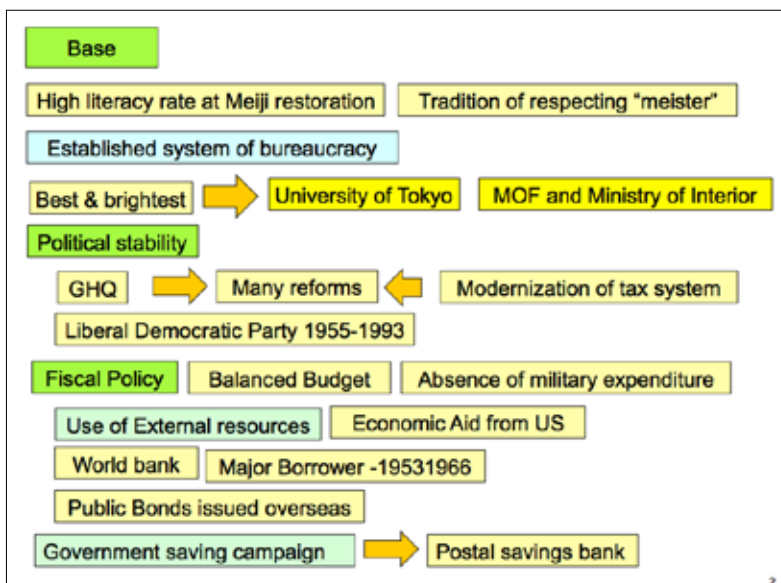 Base
High literacy rate at Meiji restoration Tradition of respecting “meister”
Established system of bureaucracy
Best & brightest University of Tokyo MOF and Ministry of Interior
Political stability
GHQ Many reforms Modernization of tax system
Liberal Democratic Party 1955-1993
Fiscal Policy Balanced Budget Absence of military expenditure
Use of External resources Economic Aid from US
World bank Major Borrower -19531966
Public Bonds issued overseas
Government saving campaign Postal savings bank